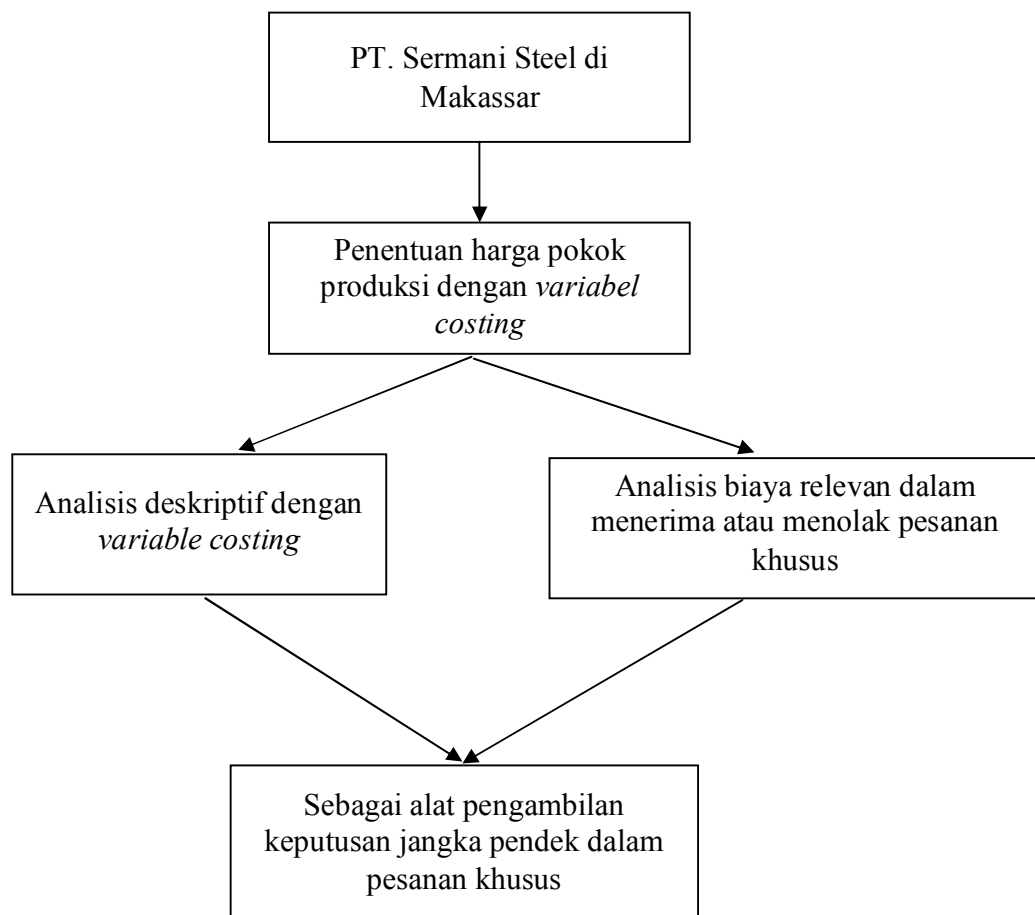 PT. Sermani Steel di
Makassar
Penentuan harga pokok
produksi dengan variabel
costing
Analisis deskriptif dengan
variable costing
Analisis biaya relevan dalam
menerima atau menolak pesanan
khusus
Sebagai alat pengambilan
keputusan jangka pendek dalam
pesanan khusus